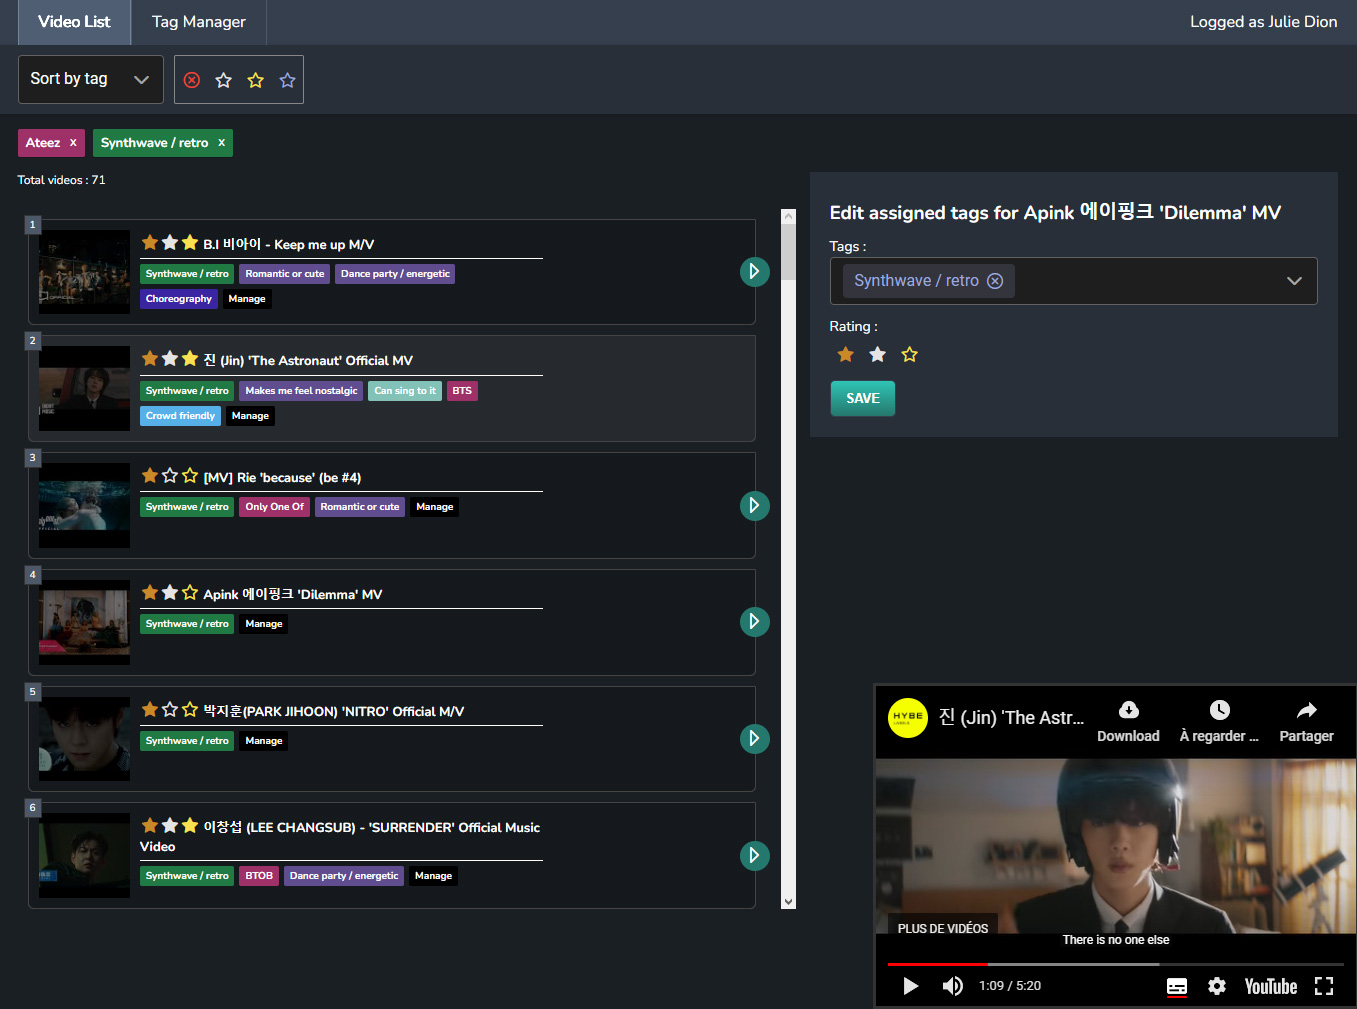 Video List
Tag Manager
Logged as Julie Dion
Sort by tag
Ateez x
Synthwave / retro x
Total videos : 71
1
B.I 비아이 - Keep me up M/V
Synthwave / retro
Romantic or cute
Dance party / energetic
Choreography
Manage
2
진 (Jin) 'The Astronaut' Official MV
Synthwave / retro
Makes me feel nostalgic
Can sing to it
BTS
Crowd friendly
Manage
3
[MV] Rie 'because' (be #4)
Synthwave / retro
Only One Of
Romantic or cute
Manage
4
Apink 에이핑크 'Dilemma' MV
Synthwave / retro
Manage
5
박지훈(PARK JIHOON) 'NITRO' Official M/V
Synthwave / retro
Manage
6
이창섭 (LEE CHANGSUB) - 'SURRENDER' Official Music
Video
Synthwave / retro
BTOB
Dance party / energetic
Manage
Edit assigned tags for Apink 에이핑크 'Dilemma' MV
Tags :
Synthwave / retro
Rating :
SAVE
HYBE
LABELS
진 (Jin) 'The Astr...
Download
À regarder ...
Partager
PLUS DE VIDÉOS
There is no one else
1:09 / 5:20
YouTube